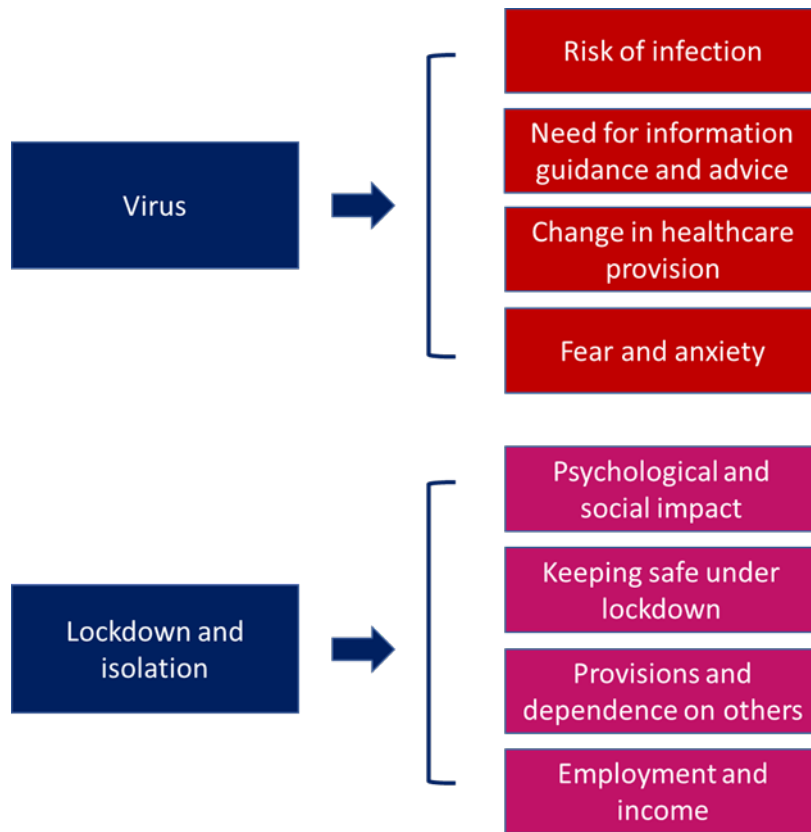 Virus
Risk of infection
Need for information
guidance and advice
Change in healthcare
provision
Fear and anxiety
Lockdown and
isolation
Psychological and
social impact
Keeping safe under
lockdown
Provisions and
dependence on others
Employment and
income